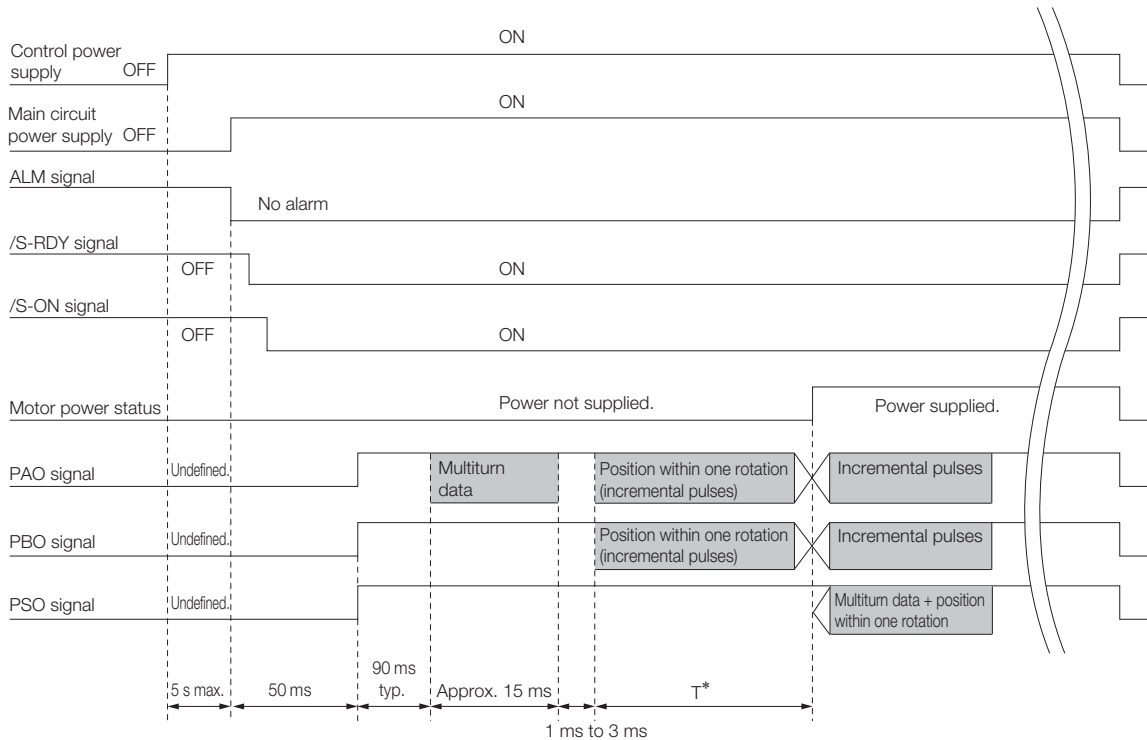 Control power
supply OFF
ON
Main circuit
power supply OFF
ON
ALM signal
No alarm
/S-RDY signal
OFF
ON
/S-ON signal
OFF
ON
Motor power status
Power not supplied.
Power supplied.
PAO signal
Undefined.
Multiturn
data
Position within one rotation
(incremental pulses)
Incremental pulses
PBO signal
Undefined.
Position within one rotation
(incremental pulses)
Incremental pulses
PSO signal
Undefined.
Multiturn data + position
within one rotation
5 s max.
50 ms
90 ms
typ.
Approx. 15 ms
1 ms to 3 ms
T*